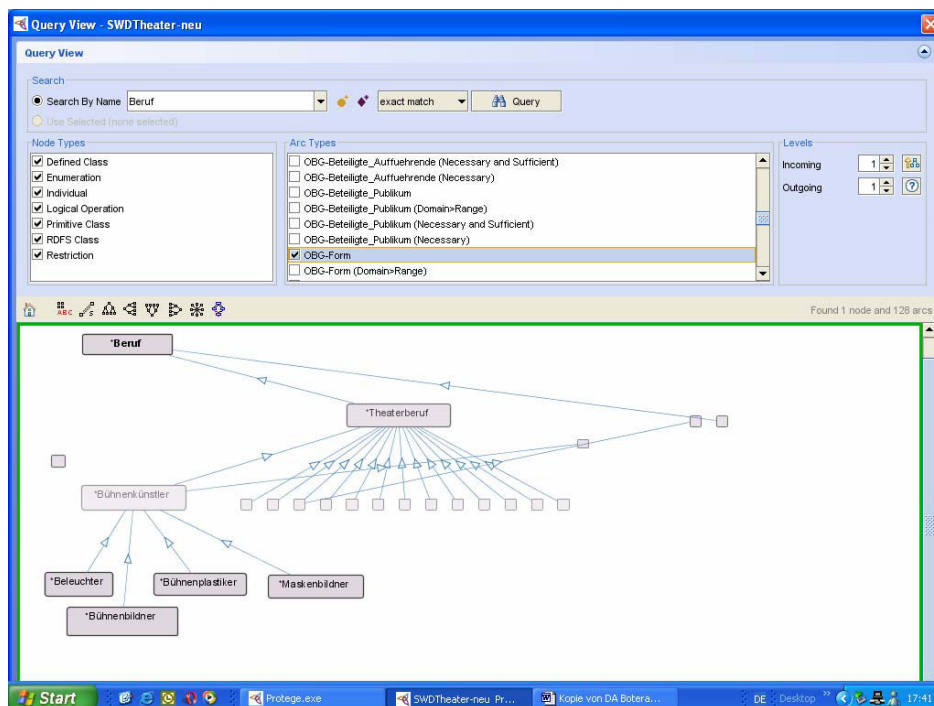 Query View - SWDTheater-neu
Query View
Search
Search By Name Beruf exact match Query
Use Selected (none selected)
Node Types
Defined Class
Enumeration
Individual
Logical Operation
Primitive Class
RDFS Class
Restriction
Arc Types
OBG-Beteiligte_Auffuehrende (Necessary and Sufficient)
OBG-Beteiligte_Auffuehrende (Necessary)
OBG-Beteiligte_Publikum
OBG-Beteiligte_Publikum (Domain>Range)
OBG-Beteiligte_Publikum (Necessary and Sufficient)
OBG-Beteiligte_Publikum (Necessary)
OBG-Form
OBG-Form (Domain>Range)
Levels
Incoming 1
Outgoing 1
ABC
Found 1 node and 128 arcs
*Beruf
*Theaterberuf
*Bühnenkünstler
*Beleuchter
*Bühnenplastiker
*Maskenbildner
*Bühnenbildner
Start Protege.exe SWDTheater-neu Pr... Kopie von DA Botera... DE Desktop 17:41